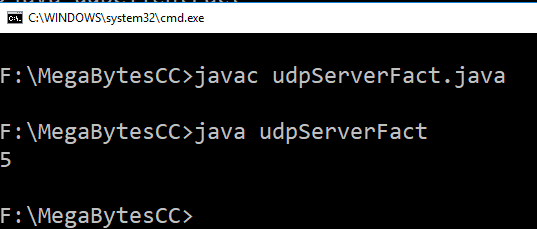 C:\WINDOWS\system32\cmd.exe
F:\MegaBytesCC>javac udpServerFact.java
F:\MegaBytesCC>java udpServerFact
5
F:\MegaBytesCC>